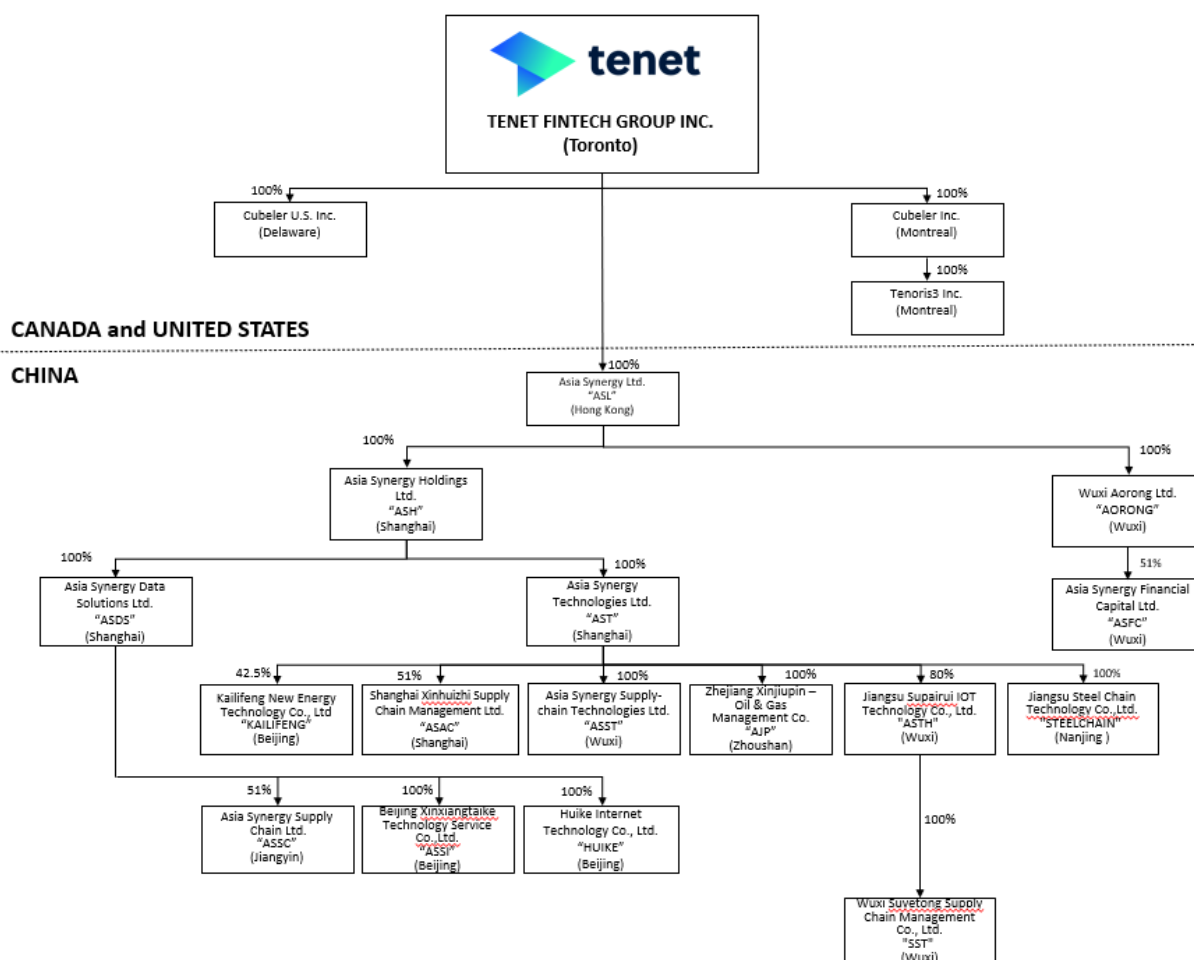 tenet
TENET FINTECH GROUP INC.
(Toronto)
100%
100%
Cubeler U.S. Inc.
(Delaware)
Cubeler Inc.
(Montreal)
100%
Tenoris3 Inc.
(Montreal)
CANADA and UNITED STATES
CHINA
100%
Asia Synergy Ltd.
“ASL”
(Hong Kong)
100%
100%
Asia Synergy Holdings
Ltd.
“ASH”
(Shanghai)
Wuxi Aorong Ltd.
“AORONG”
(Wuxi)
100%
100%
51%
Asia Synergy Data
Solutions Ltd.
“ASDS”
(Shanghai)
Asia Synergy
Technologies Ltd.
“AST”
(Shanghai)
Asia Synergy Financial
Capital Ltd.
“ASFC”
(Wuxi)
42.5%
51%
100%
100%
80%
100%
Kailifeng New Energy
Technology Co., Ltd
“KAILIFENG”
(Beijing)
Shanghai Xinhuizhi Supply
Chain Management Ltd.
“ASAC”
(Shanghai)
Asia Synergy Supply-
chain Technologies Ltd.
“ASST”
(Wuxi)
Zhejiang Xinjiupin –
Oil & Gas
Management Co.
“AJP”
(Zhoushan)
Jiangsu Supairui IOT
Technology Co., Ltd.
"ASTH"
(Wuxi)
Jiangsu Steel Chain
Technology Co.,Ltd.
"STEELCHAIN"
(Nanjing )
51%
100%
100%
Asia Synergy Supply
Chain Ltd.
“ASSC”
(Jiangyin)
Beijing Xinxiangtaike
Technology Service
Co.,Ltd.
“ASSI”
(Beijing)
Huike Internet
Technology Co., Ltd.
“HUIKE”
(Beijing)
100%
Wuxi Suyetong Supply
Chain Management
Co., Ltd.
"SST"
(Wuxi)